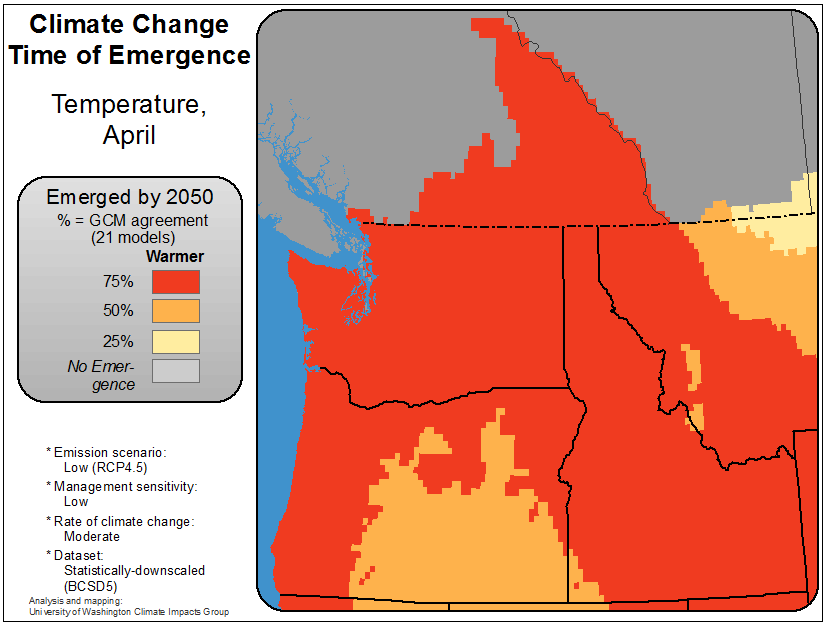 Climate Change
Time of Emergence
Temperature,
April
Emerged by 2050
% = GCM agreement
(21 models)
Warmer
75%
50%
25%
No Emer-
gence
* Emission scenario:
Low (RCP4.5)
* Management sensitivity:
Low
* Rate of climate change:
Moderate
* Dataset:
Statistically-downscaled
(BCSD5)
Analysis and mapping:
University of Washington Climate Impacts Group